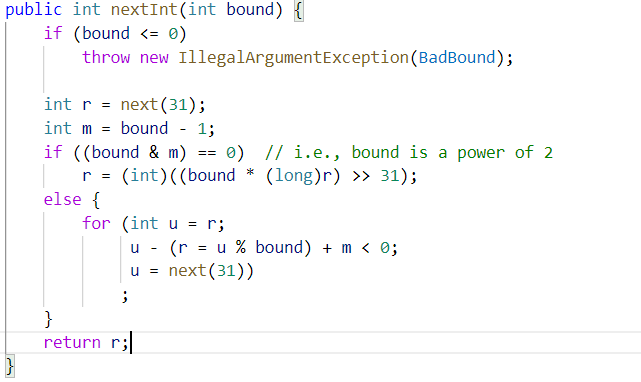 public int nextInt(int bound) {
    if (bound <= 0)
        throw new IllegalArgumentException(BadBound);

    int r = next(31);
    int m = bound - 1;
    if ((bound & m) == 0)  // i.e., bound is a power of 2
        r = (int)((bound * (long)r) >> 31);
    else {
        for (int u = r;
             u - (r = u % bound) + m < 0;
             u = next(31))
            ;
    }
    return r;
}